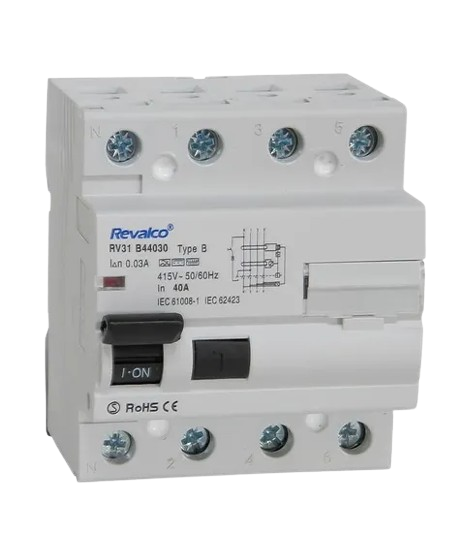 N 1 3 5
Revalco®
RV31 B44030 Type B
IΔn 0.03A
415V~ 50/60Hz
In 40A
IEC 61008-1 IEC 62423
I-ON
T
S RoHS CE
N 2 4 6